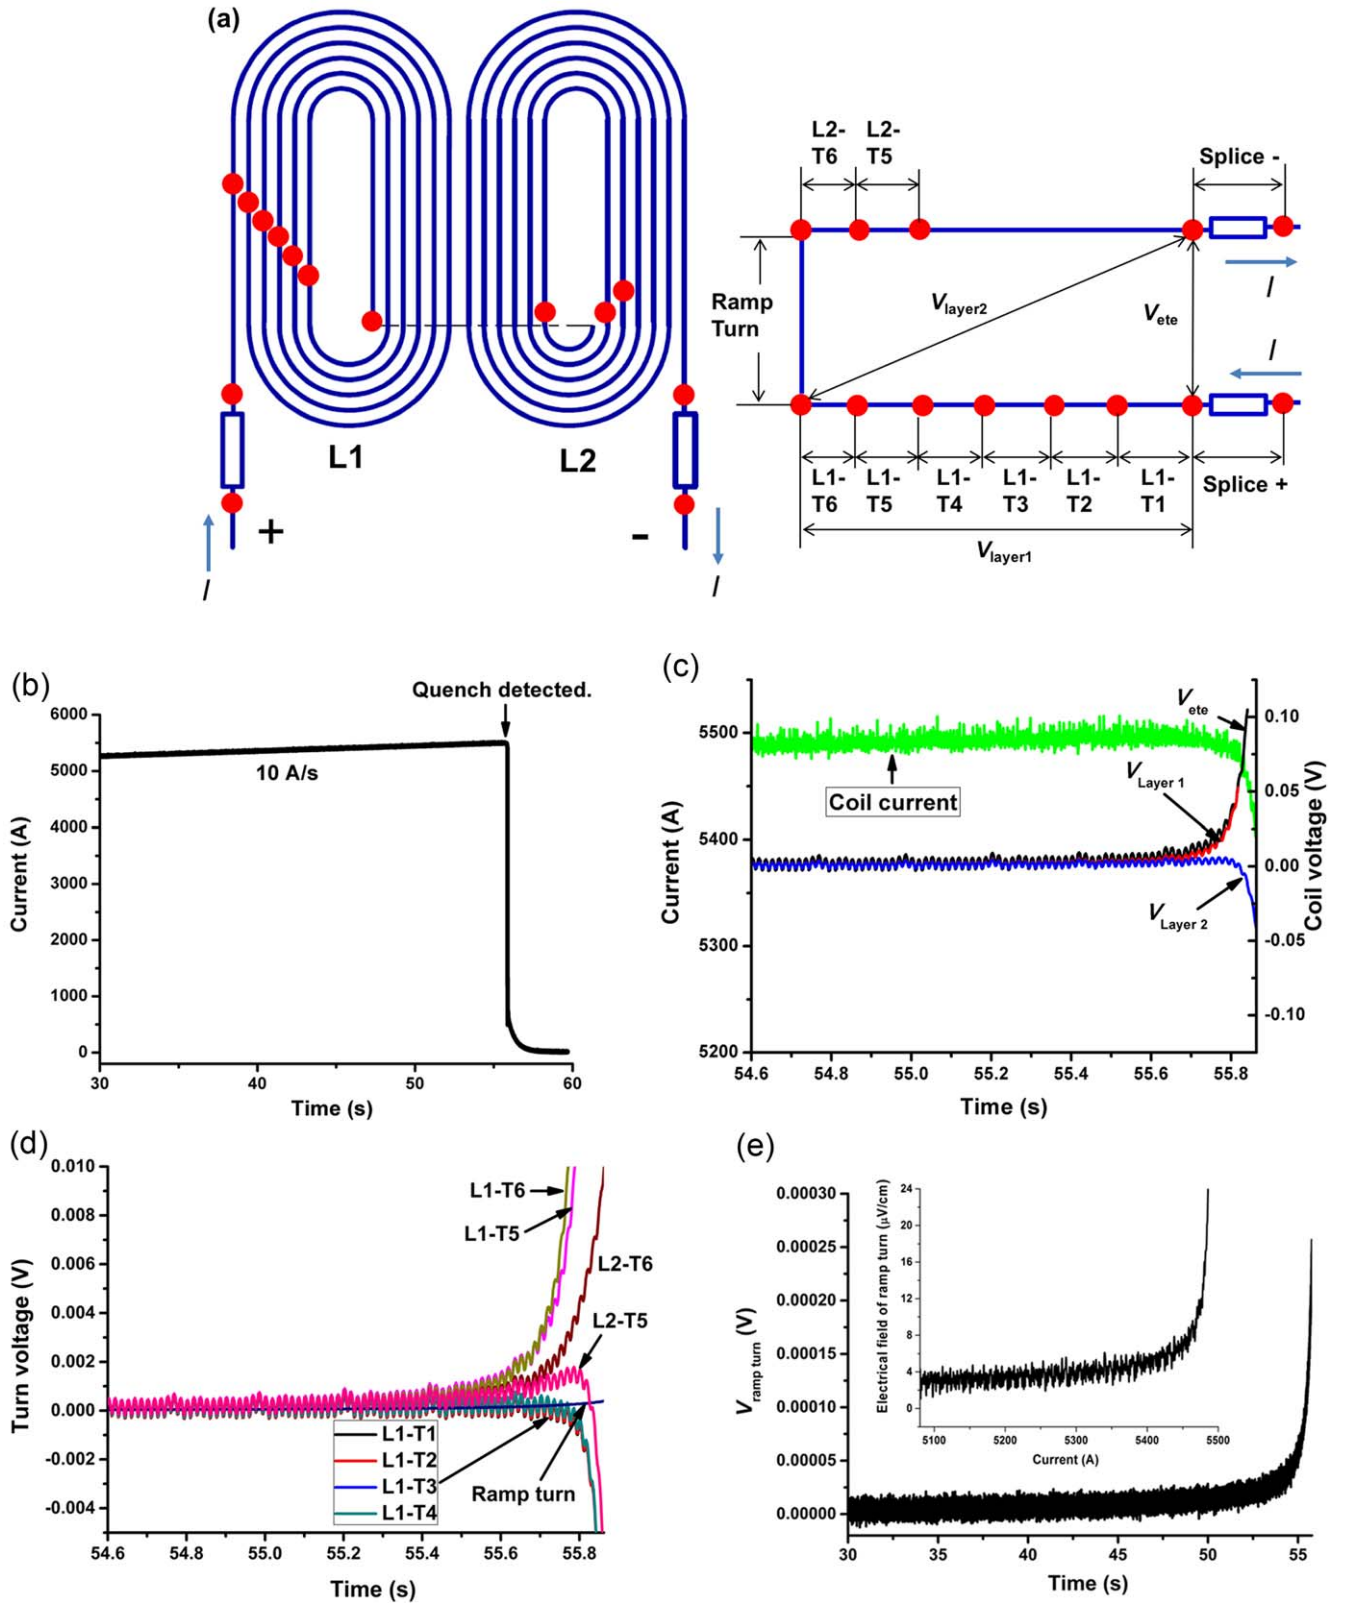 (a)
L2-
T6
L2-
T5
Splice -
I
Ramp
Turn
Vlayer2
Vete
I
L1-
T6
L1-
T5
L1-
T4
L1-
T3
L1-
T2
L1-
T1
Splice +
Vlayer1
L1
L2
+
-
I
I
(b)
Quench detected.
6000
5000
4000
3000
2000
1000
0
10 A/s
Current (A)
30
40
50
60
Time (s)
(c)
Vete
5500
5400
5300
5200
Current (A)
VLayer 1
Coil current
VLayer 2
0.10
0.05
0.00
-0.05
-0.10
Coil voltage (V)
54.6
54.8
55.0
55.2
55.4
55.6
55.8
Time (s)
(d)
0.010
0.008
0.006
0.004
0.002
0.000
-0.002
-0.004
Turn voltage (V)
L1-T6
L1-T5
L2-T6
L2-T5
L1-T1
L1-T2
L1-T3
L1-T4
Ramp turn
54.6
54.8
55.0
55.2
55.4
55.6
55.8
Time (s)
(e)
0.00030
0.00025
0.00020
0.00015
0.00010
0.00005
0.00000
Vramp turn (V)
24
20
16
12
8
4
0
Electrical field of ramp turn (μV/cm)
5100
5200
5300
5400
5500
Current (A)
30
35
40
45
50
55
Time (s)